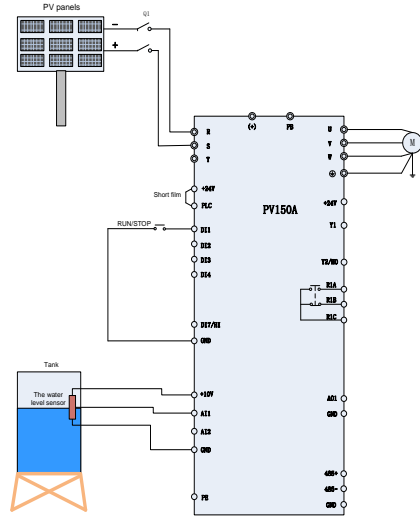 PV panels
−
Q1
+
(+)
PB
R
S
T
U
V
W
M
Short film
+24V
PLC
PV150A
+24V
RUN/STOP
DI1
Y1
DI2
DI3
Y2/HO
DI4
R1A
R1B
R1C
DI7/HI
GND
Tank
The water
level sensor
+10V
AO1
AI1
GND
AI2
GND
485+
485-
PE
GND